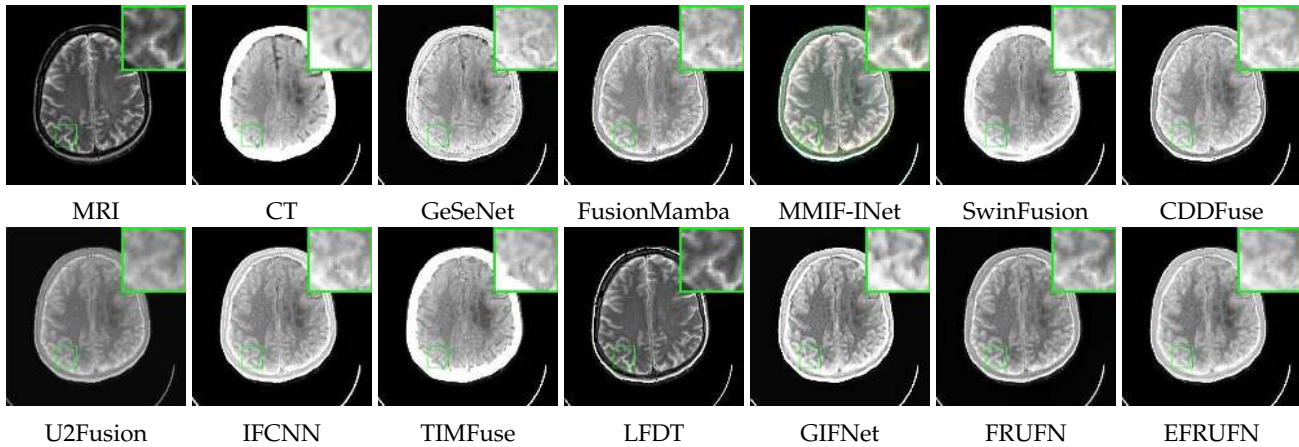 MRI CT GeSeNet FusionMamba MMIF-INet SwinFusion CDDFuse
U2Fusion IFCNN TIMFuse LFDT GIFNet FRUFN EFRUFN